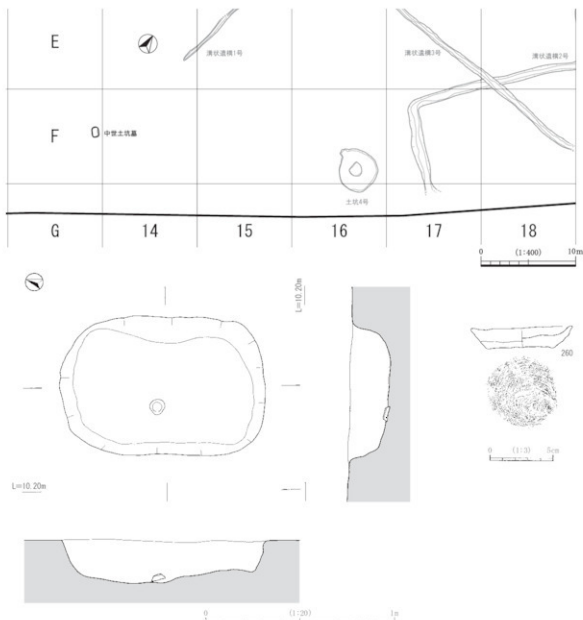 E
溝状遺構1号
溝状遺構3号
溝状遺構2号
F
中世土坑墓
土坑4号
G 14 15 16 17 18
0 (1:400) 10m
L=10.20m
260
0 (1:3) 5cm
L=10.20m
0 (1:20) 1m